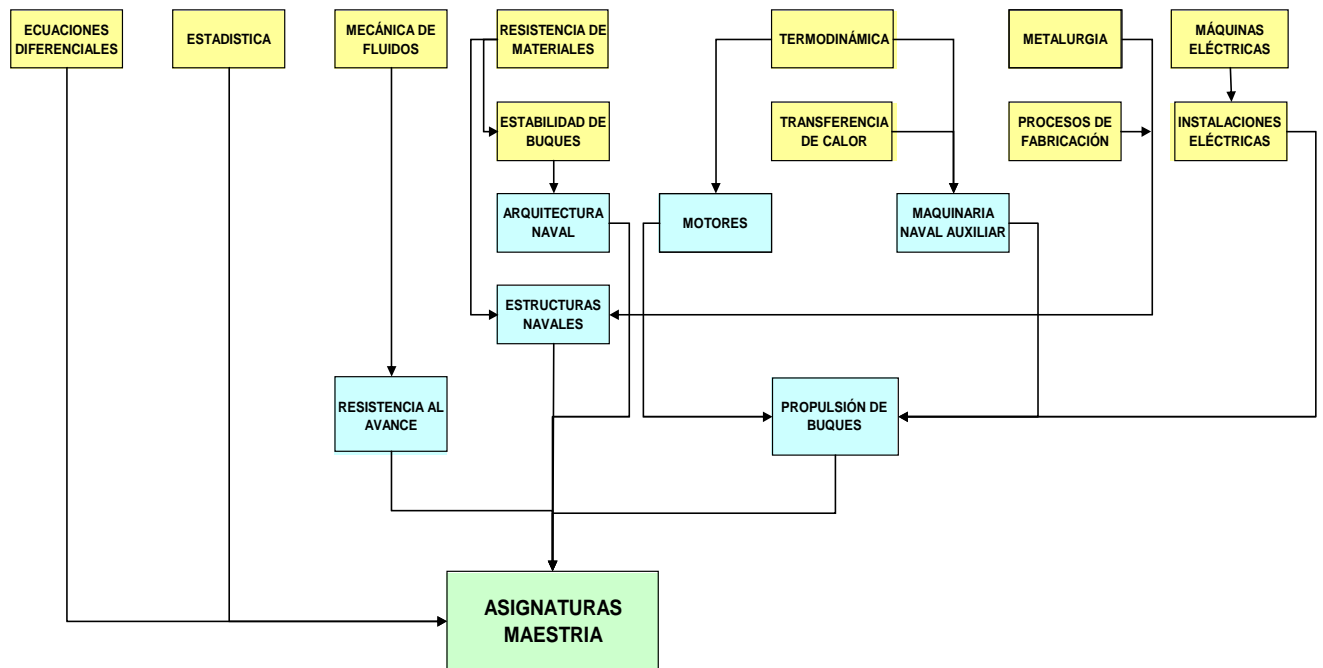 ECUACIONES
DIFERENCIALES
ESTADISTICA
MECÁNICA DE
FLUIDOS
RESISTENCIA DE
MATERIALES
TERMODINÁMICA
METALURGIA
MÁQUINAS
ELÉCTRICAS
ESTABILIDAD DE
BUQUES
TRANSFERENCIA
DE CALOR
PROCESOS DE
FABRICACIÓN
INSTALACIONES
ELÉCTRICAS
ARQUITECTURA
NAVAL
MOTORES
MAQUINARIA
NAVAL AUXILIAR
ESTRUCTURAS
NAVALES
RESISTENCIA AL
AVANCE
PROPULSIÓN DE
BUQUES
ASIGNATURAS
MAESTRIA